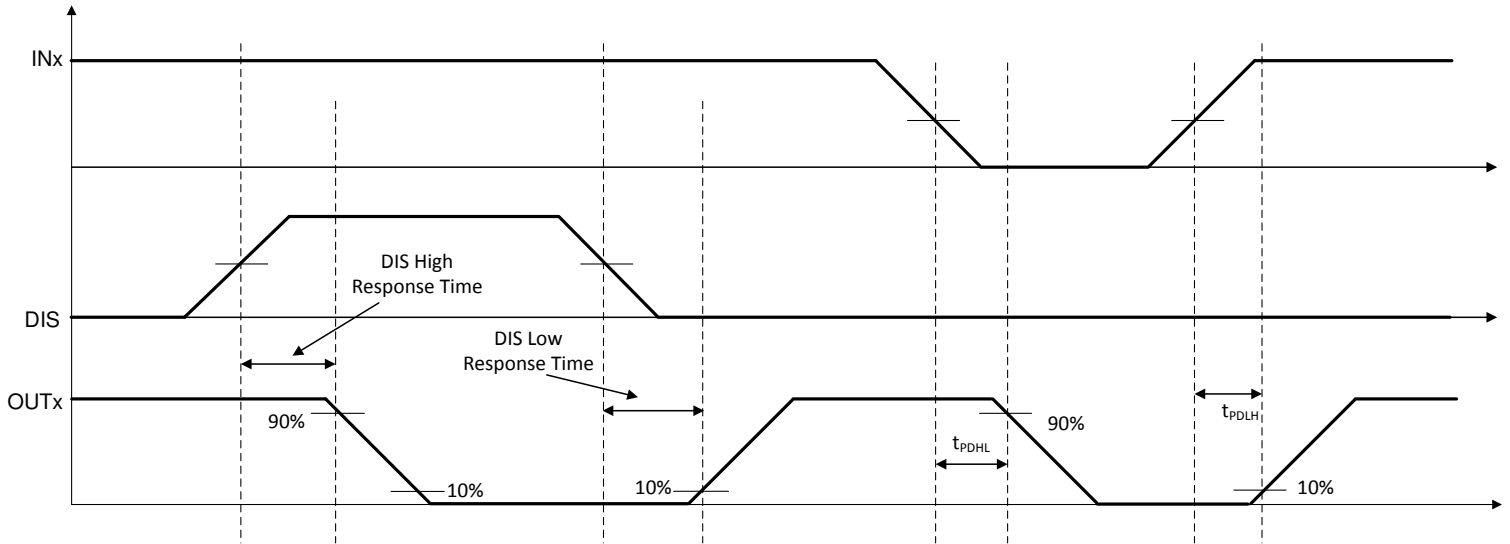 INx
DIS High
Response Time
DIS
DIS Low
Response Time
OUTx
90%
10%
10%
tPDHL
90%
tPDLH
10%